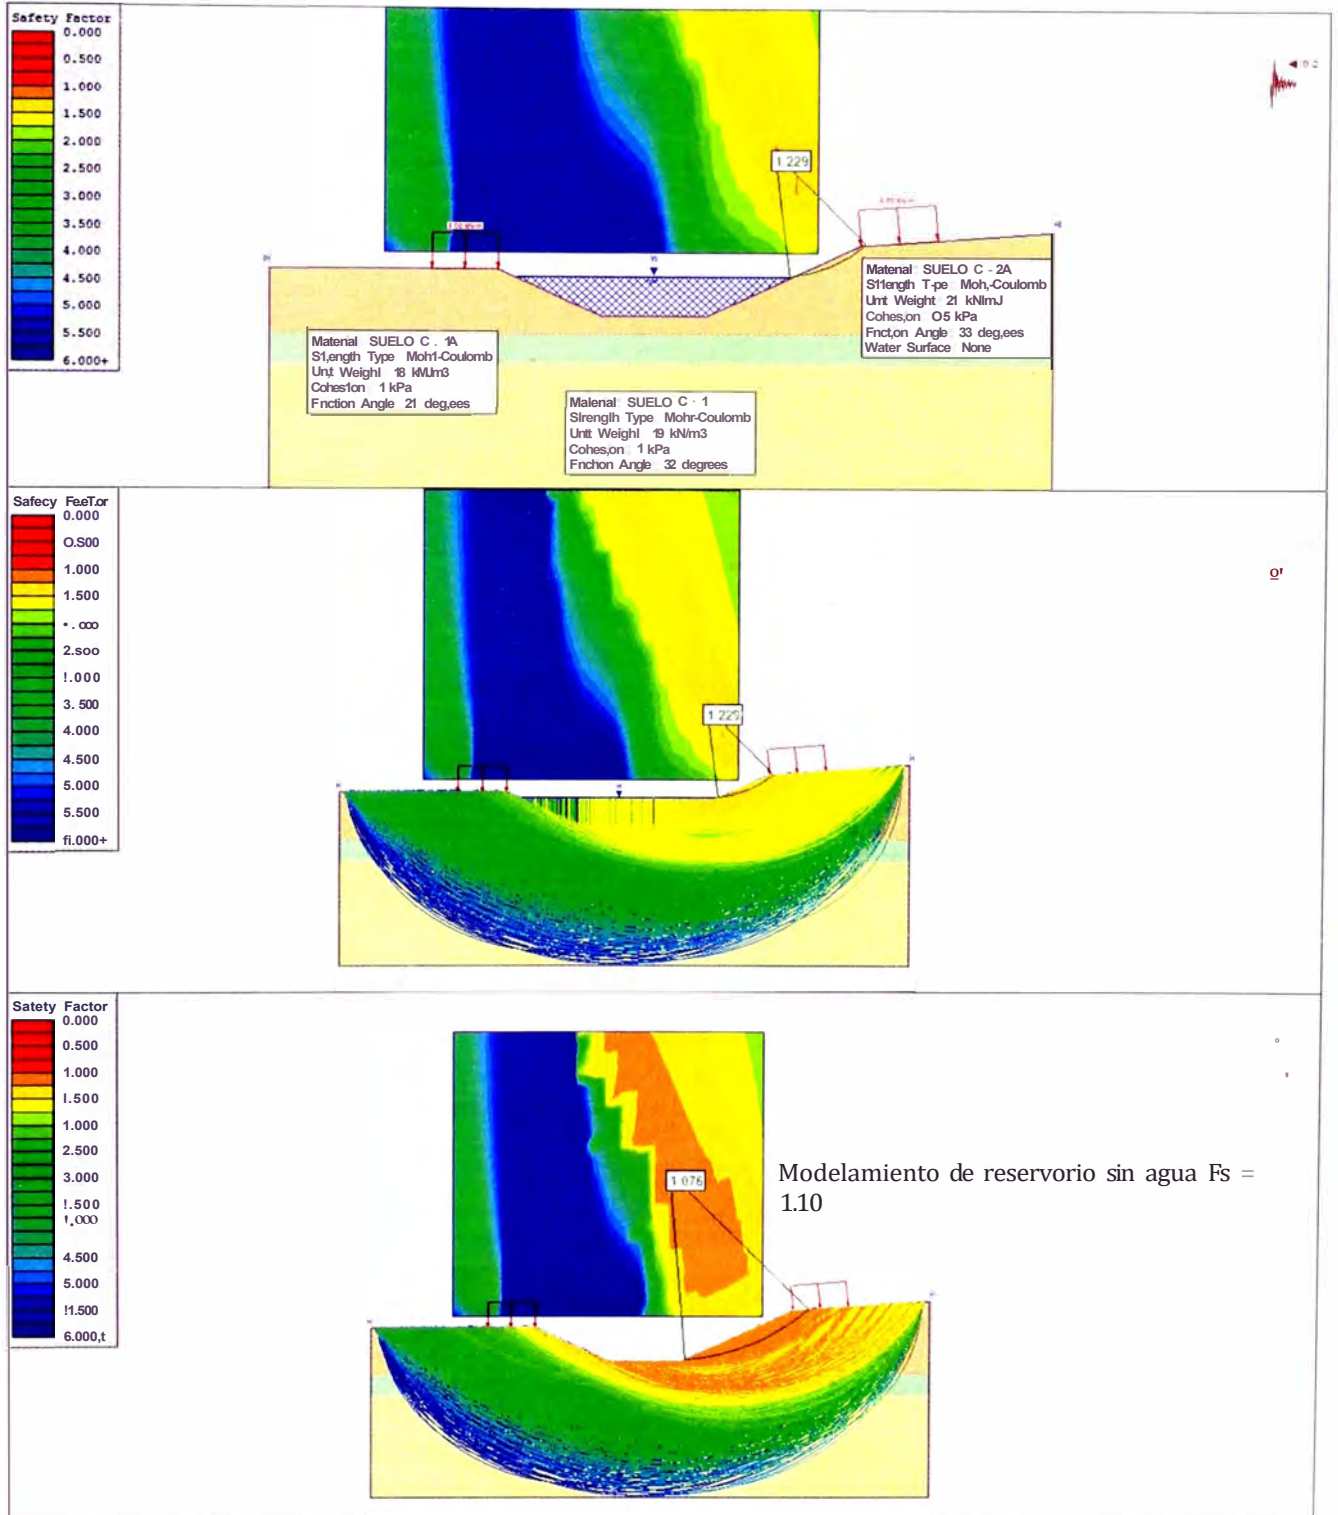 Safety Factor
0.000
0.500
1.000
1.500
2.000
2.500
3.000
3.500
4.000
4.500
5.000
5.500
6.000+
1 229
◄ 0 2
Matenal SUELO C . 1A
S1,ength Type Moh1-Coulomb
Un,t Weighl 18 kMJm3
Cohes1on 1 kPa
Fnction Angle 21 deg,ees
Malenal SUELO C · 1
Slrenglh Type Mohr-Coulomb
Untt Weighl 19 kN/m3
Cohes,on 1 kPa
Fnchon Angle 32 degrees
Matenal SUELO C - 2A
S11ength T·pe Moh,-Coulomb
Umt Weight 21 kNlmJ
Cohes,on O5 kPa
Fnct,on Angle 33 deg,ees
Water Surface None
Safecy FeeT.or
0.000
O.S00
1.000
1.500
•. 000
2.soo
!.000
3. 500
4.000
4.500
5.000
5.500
fi.000+
1.229
o'
Satety Factor
0.000
0.500
1.000
l.500
1.000
2.500
3.000
!.500
!,000
4.500
5.000
!1.500
6.000,t
1 076
Modelamiento de reservorio sin agua Fs =
1.10